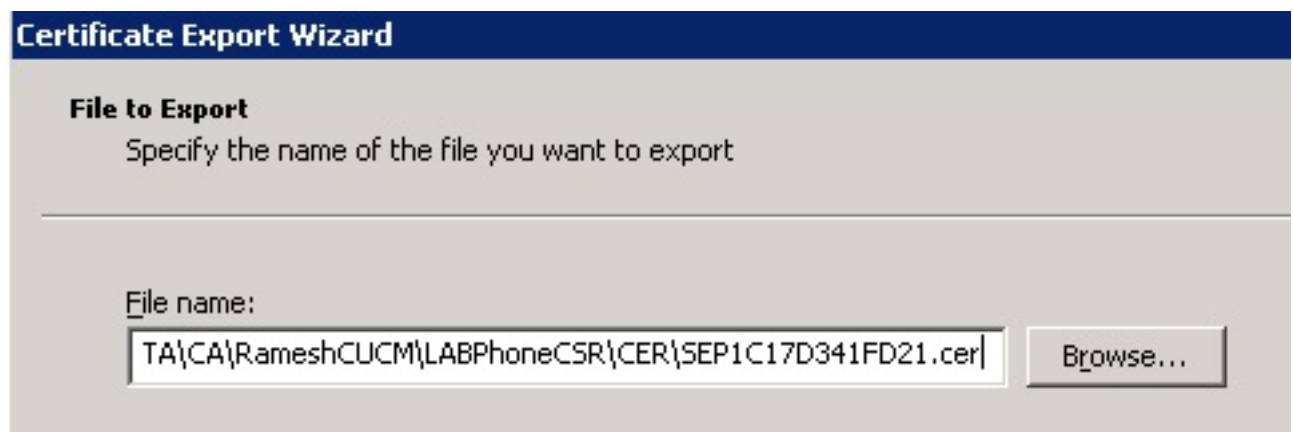 Certificate Export Wizard
File to Export
Specify the name of the file you want to export
File name:
TA\CA\RameshCUCM\LABPhoneCSR\CER\SEP1C17D341FD21.cer
Browse...